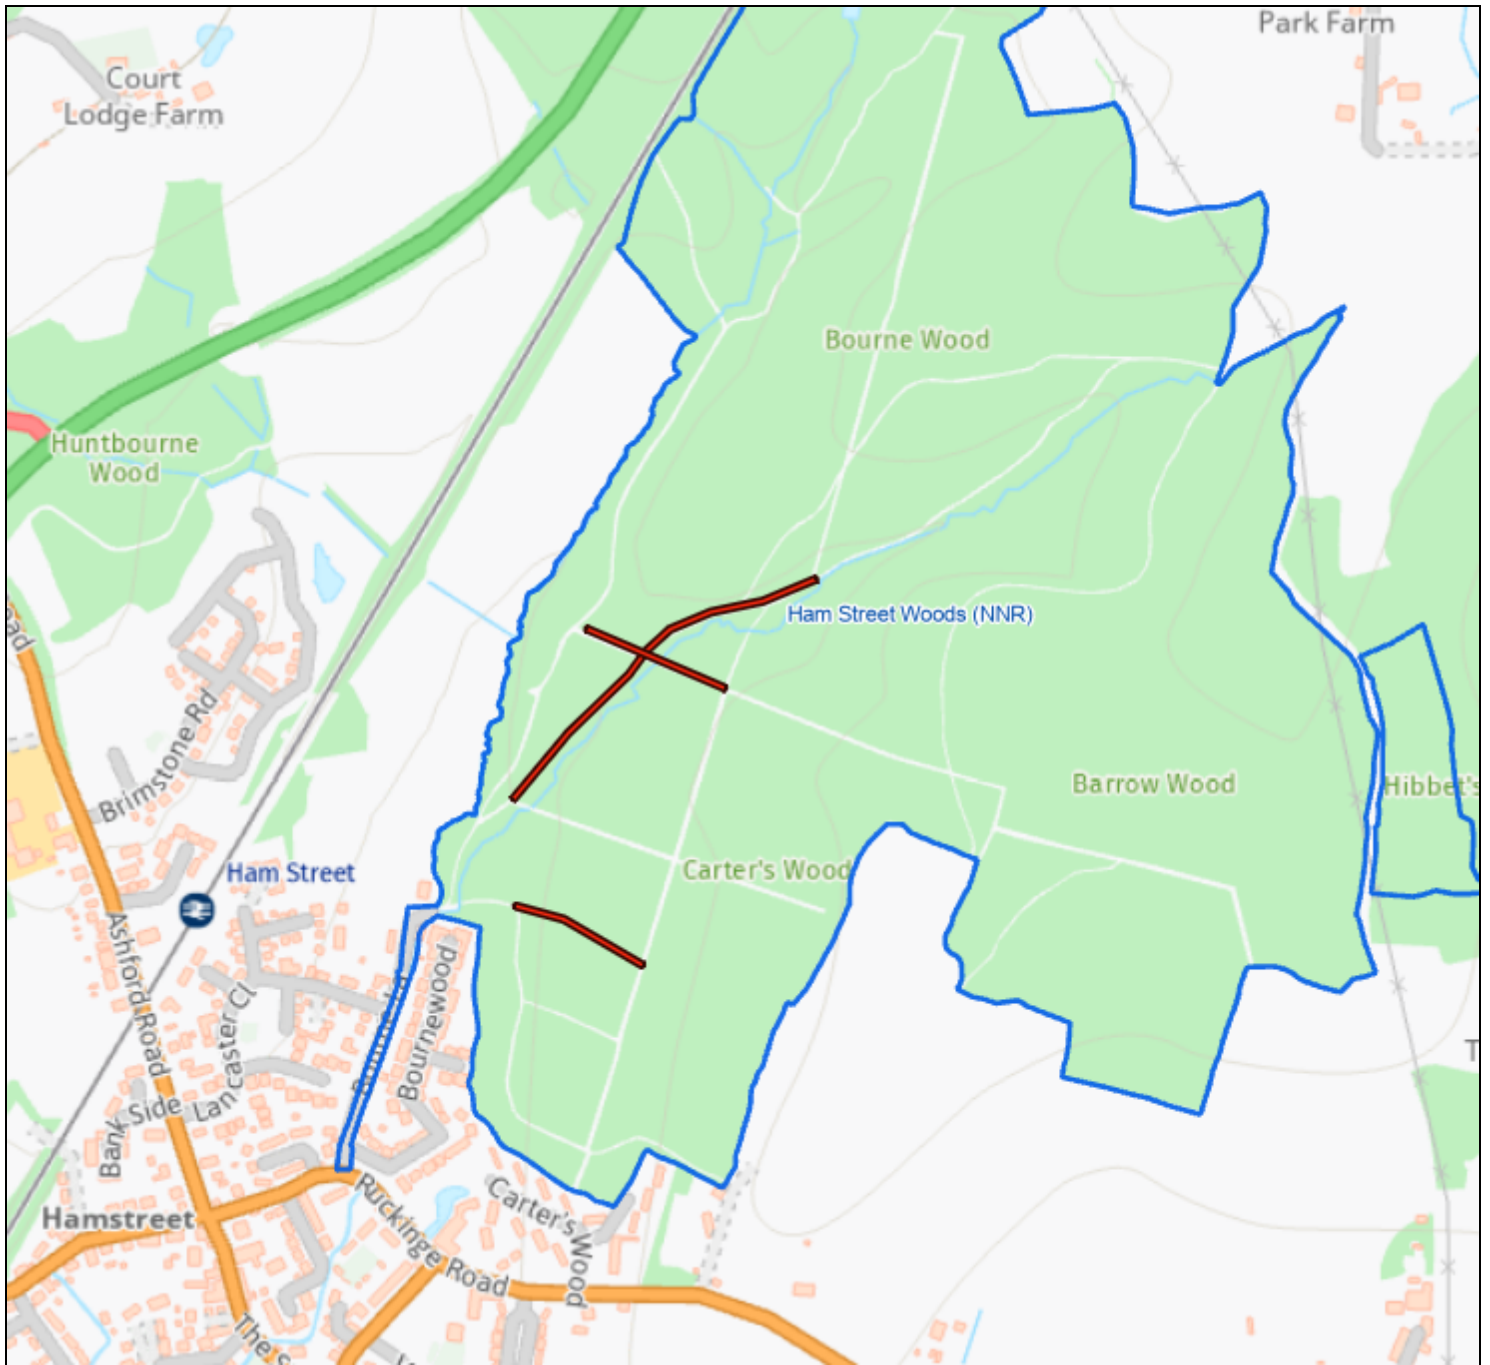 Park Farm
Court
Lodge Farm
Bourne Wood
Huntbourne
Wood
Ham Street Woods (NNR)
Brimstone Rd
Barrow Wood
Hibbet's
Carter's Wood
Ham Street
Ashford Road
Bournewood
Lancaster Cl
Bank Side
Hamstreet
Ruckinge Road
Carter's Wood
The S